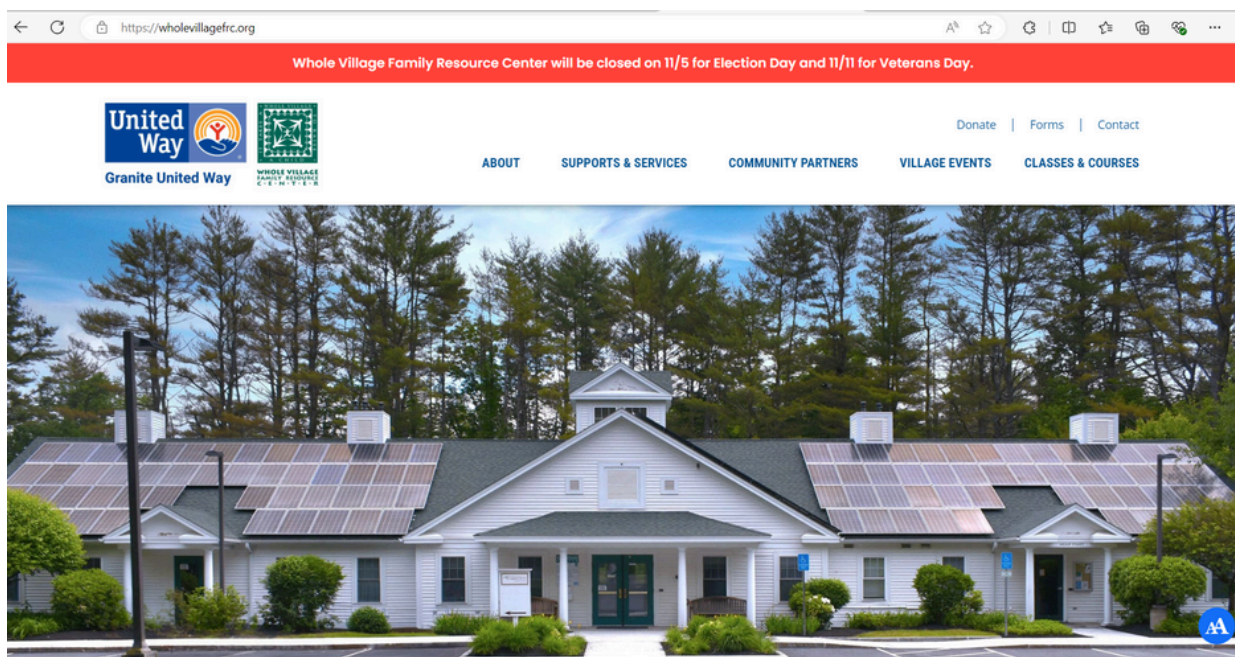 https://wholevillagefrc.org
Whole Village Family Resource Center will be closed on 11/5 for Election Day and 11/11 for Veterans Day.
United
Way
Granite United Way
A CHILD
WHOLE VILLAGE
FAMILY RESOURCE
C·E·N·T·E·R
Donate | Forms | Contact
ABOUT SUPPORTS & SERVICES COMMUNITY PARTNERS VILLAGE EVENTS CLASSES & COURSES